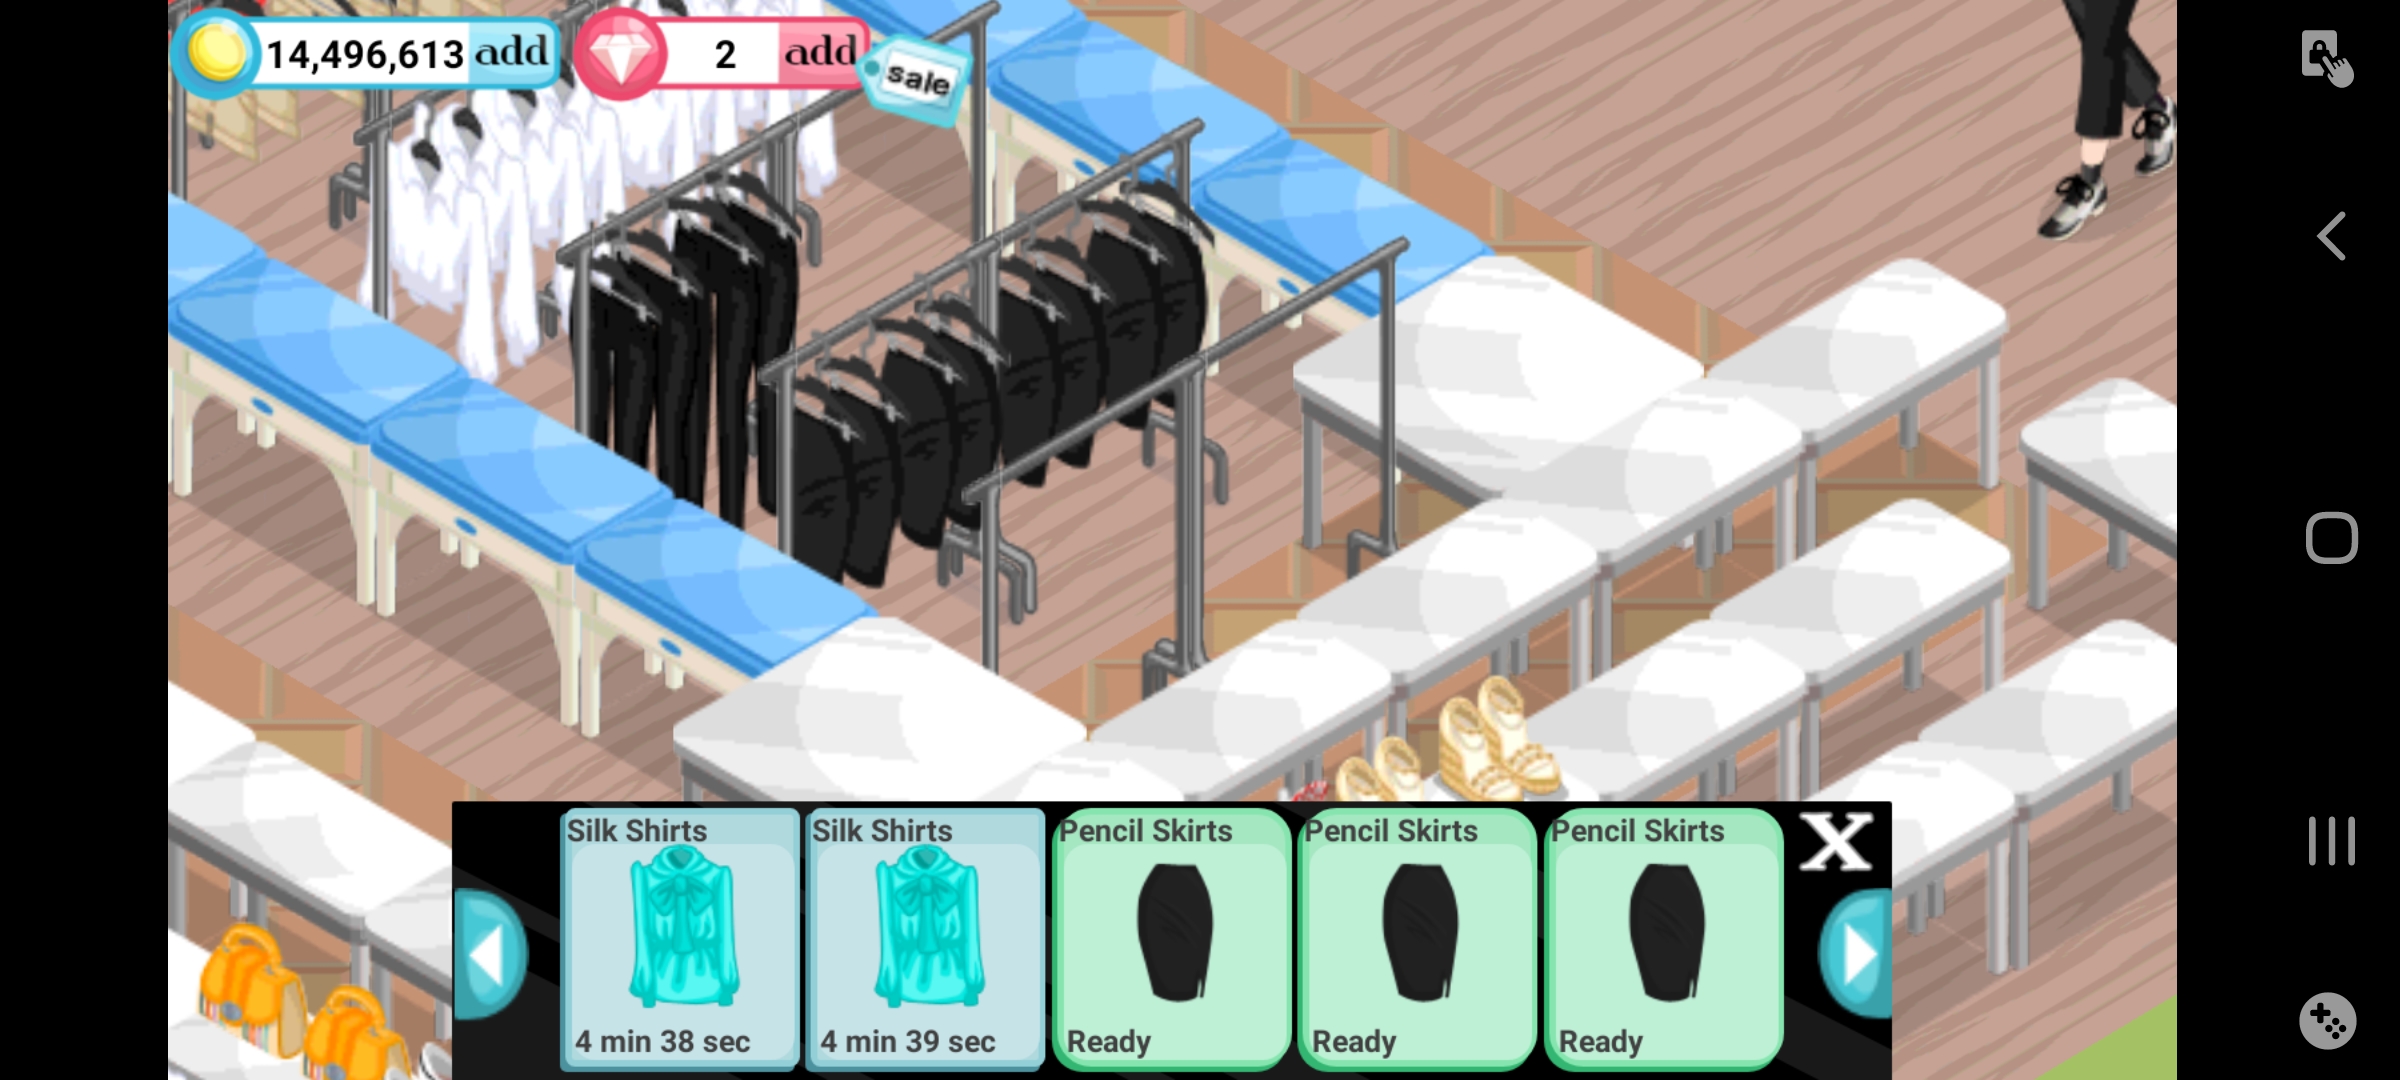 14,496,613 add 2 add
sale
Silk Shirts Silk Shirts Pencil Skirts Pencil Skirts Pencil Skirts X
4 min 38 sec 4 min 39 sec Ready Ready Ready